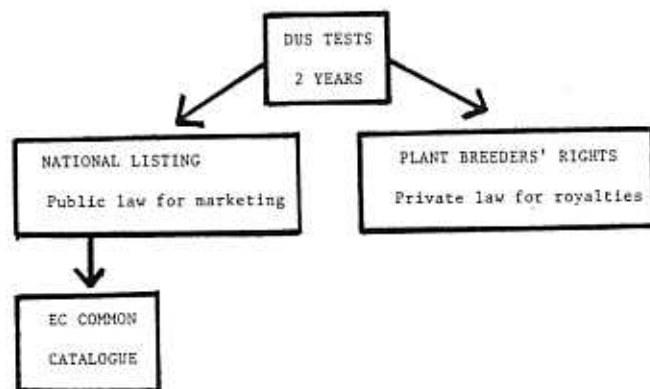 DUS TESTS
2 YEARS
NATIONAL LISTING
Public law for marketing
PLANT BREEDERS' RIGHTS
Private law for royalties
EC COMMON
CATALOGUE